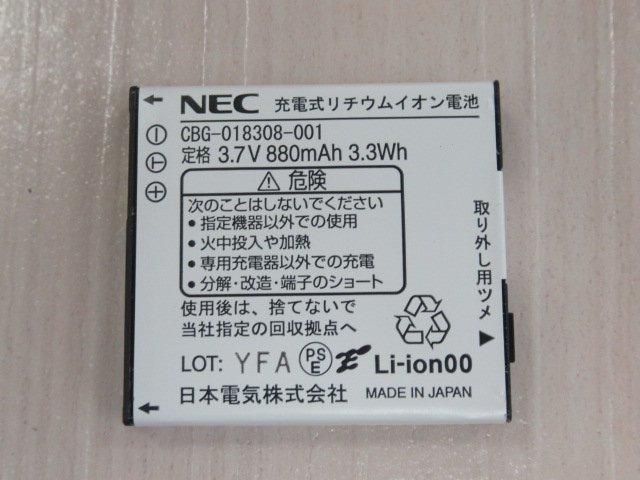 NEC 充電式リチウムイオン電池
CBG-018308-001
定格 3.7V 880mAh 3.3Wh
⚠ 危険
次のことはしないでください
• 指定機器以外での使用
• 火中投入や加熱
• 専用充電器以外での充電
• 分解・改造・端子のショート
取り外し用ツメ
使用後は、捨てないで
当社指定の回収拠点へ
LOT: YFA PSE Li-ion00
日本電気株式会社 MADE IN JAPAN